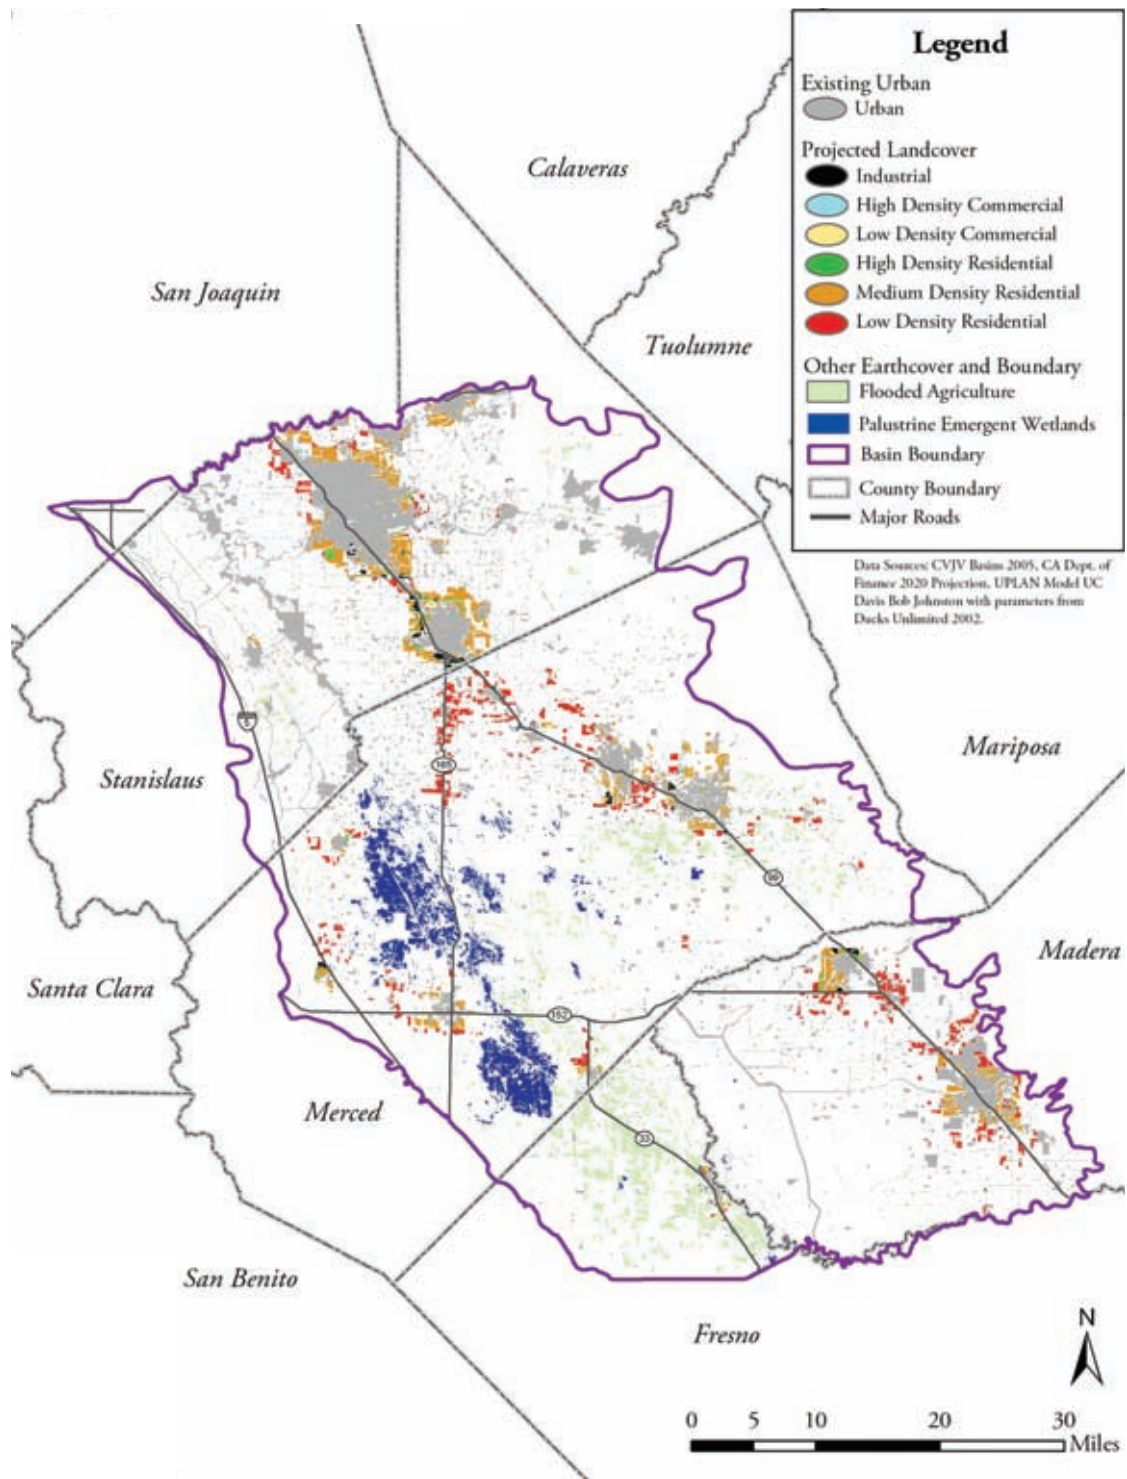 Legend
Existing Urban
Urban
Projected Landcover
Industrial
High Density Commercial
Low Density Commercial
High Density Residential
Medium Density Residential
Low Density Residential
Other Earthcover and Boundary
Flooded Agriculture
Palustrine Emergent Wetlands
Basin Boundary
County Boundary
Major Roads
Data Sources: CVJV Basins 2005, CA Dept. of
Finance 2020 Projection, UPLAN Model UC
Davis Bob Johnston with parameters from
Ducks Unlimited 2002.
Calaveras
San Joaquin
Tuolumne
5
Stanislaus
Mariposa
165
99
Madera
Santa Clara
152
Merced
33
San Benito
Fresno
N
0 5 10 20 30
Miles